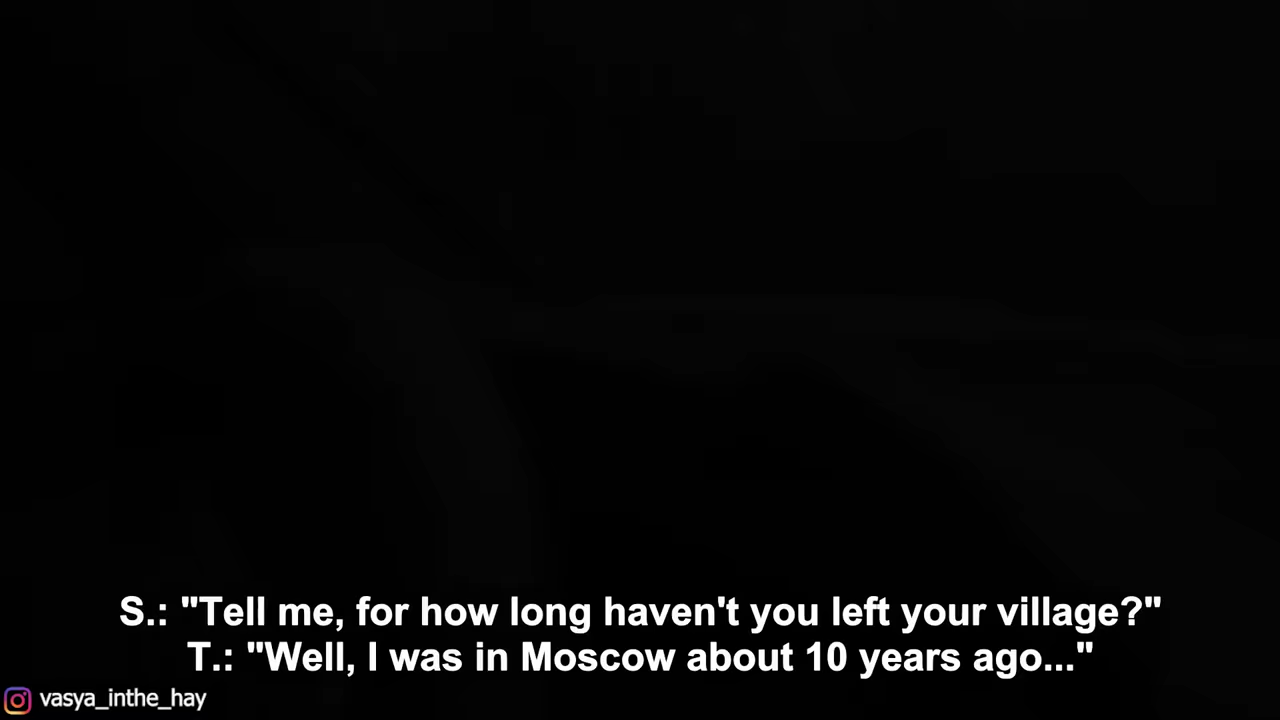 S.: "Tell me, for how long haven't you left your village?"
T.: "Well, I was in Moscow about 10 years ago..."
vasya_inthe_hay